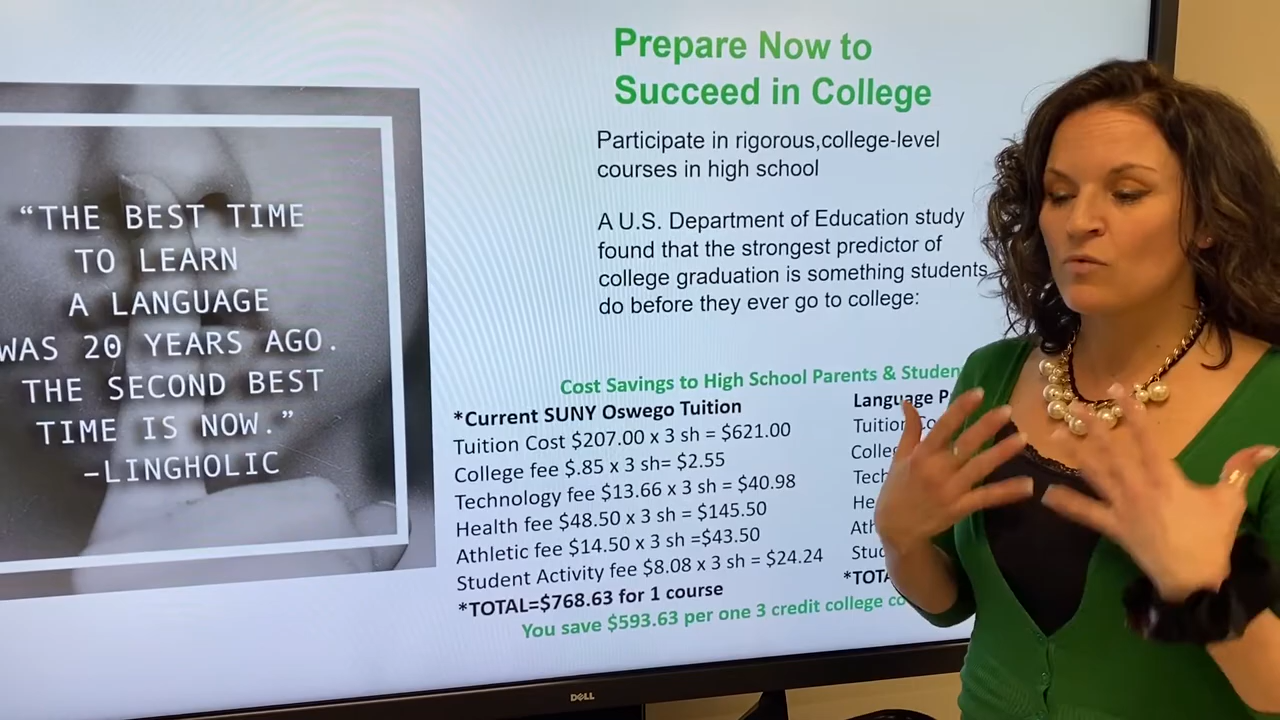 “THE BEST TIME
TO LEARN
A LANGUAGE
WAS 20 YEARS AGO.
THE SECOND BEST
TIME IS NOW.”
–LINGHOLIC
Prepare Now to
Succeed in College
Participate in rigorous,college-level
courses in high school
A U.S. Department of Education study
found that the strongest predictor of
college graduation is something students
do before they ever go to college:
Cost Savings to High School Parents &
*Current SUNY Oswego Tuition
Tuition Cost $207.00 x 3 sh = $621.00
College fee $.85 x 3 sh= $2.55
Technology fee $13.66 x 3 sh = $40.98
Health fee $48.50 x 3 sh = $145.50
Athletic fee $14.50 x 3 sh =$43.50
Student Activity fee $8.08 x 3 sh = $24.24
*TOTAL=$768.63 for 1 course
Language
Tuition
You save $593.63 per one 3 credit college
DELL